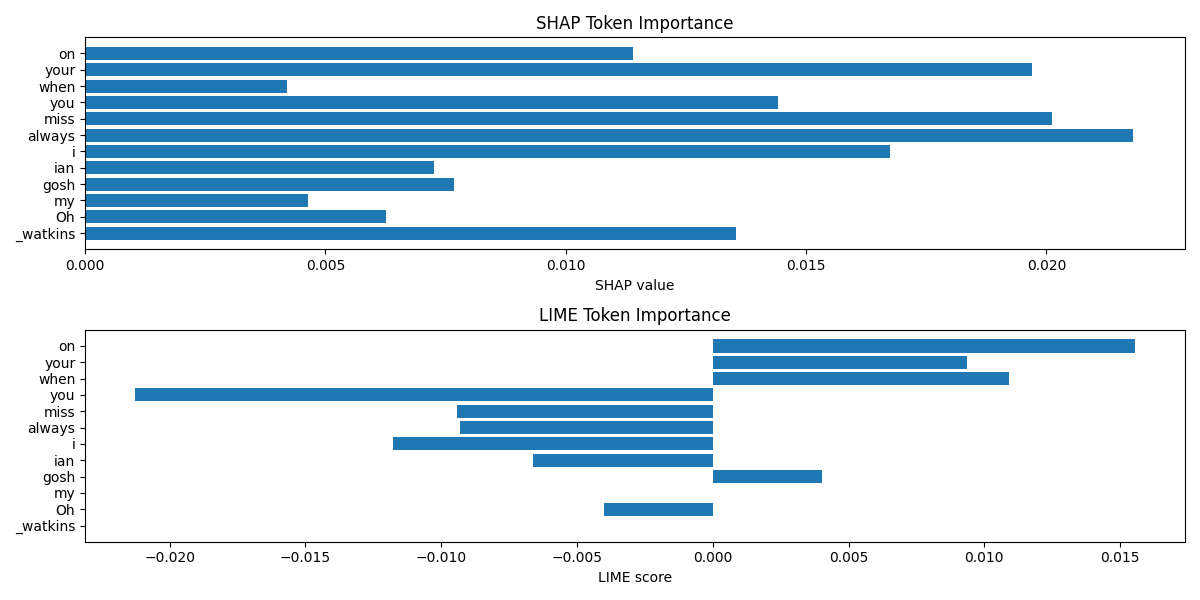 SHAP Token Importance
on
your
when
you
miss
always
i
ian
gosh
my
Oh
_watkins
0.000 0.005 0.010 0.015 0.020
SHAP value
LIME Token Importance
on
your
when
you
miss
always
i
ian
gosh
my
Oh
_watkins
−0.020 −0.015 −0.010 −0.005 0.000 0.005 0.010 0.015
LIME score